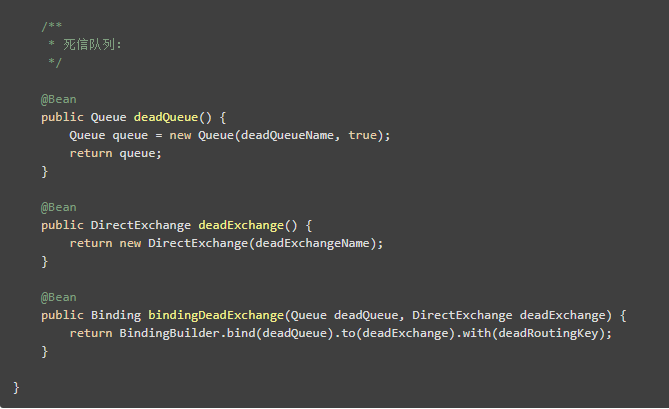 /**
 * 死信队列:
 */

@Bean
public Queue deadQueue() {
    Queue queue = new Queue(deadQueueName, true);
    return queue;
}

@Bean
public DirectExchange deadExchange() {
    return new DirectExchange(deadExchangeName);
}

@Bean
public Binding bindingDeadExchange(Queue deadQueue, DirectExchange deadExchange) {
    return BindingBuilder.bind(deadQueue).to(deadExchange).with(deadRoutingKey);
}

}